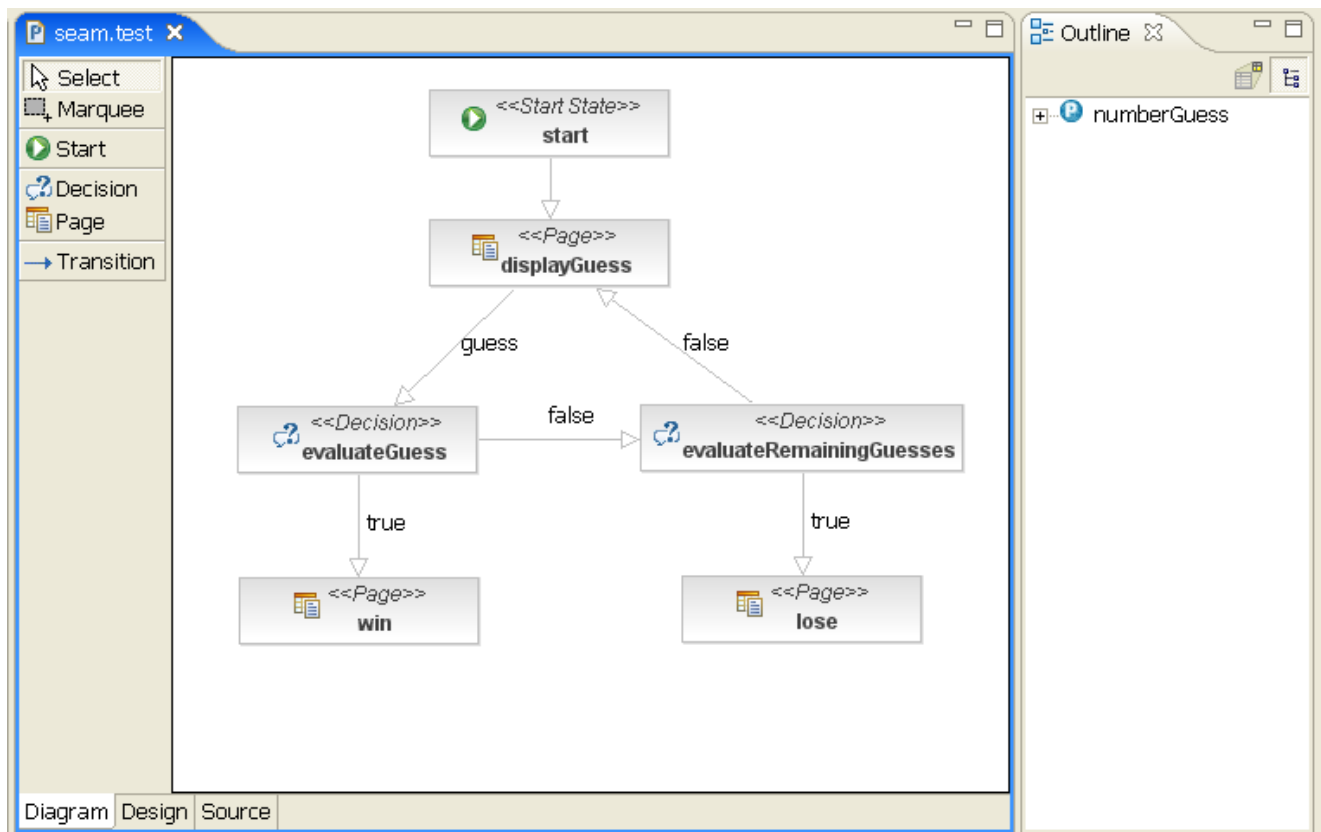 seam.test
Outline
Select
Marquee
Start
Decision
Page
Transition
<<Start State>>
start
<<Page>>
displayGuess
guess
false
<<Decision>>
evaluateGuess
false
<<Decision>>
evaluateRemainingGuesses
true
true
<<Page>>
win
<<Page>>
lose
numberGuess
Diagram
Design
Source